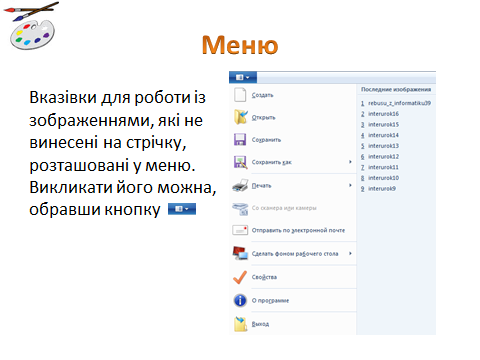 Меню
Вказівки для роботи із
зображеннями, які не
винесені на стрічку,
розташовані у меню.
Викликати його можна,
обравши кнопку
Последние изображения
Создать
Открыть
Сохранить
Сохранить как
Печать
Со сканера или камеры
Отправить по электронной почте
Сделать фоном рабочего стола
Свойства
О программе
Выход
1 rebusu_z_informatiku39
2 interurok16
3 interurok15
4 interurok14
5 interurok13
6 interurok12
7 interurok11
8 interurok10
9 interurok9